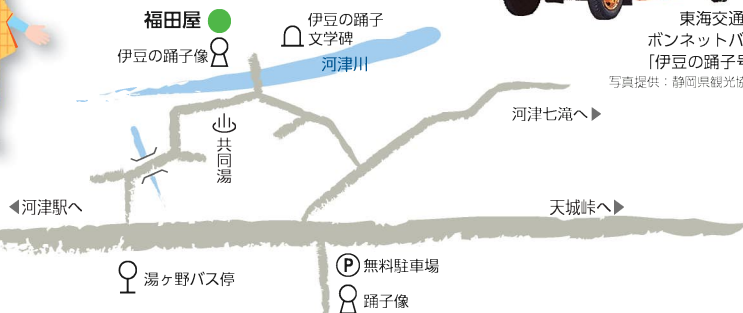 福田屋
伊豆の踊子像
伊豆の踊子
文学碑
河津川
東海交通
ボンネットバ
「伊豆の踊子号
写真提供：静岡県観光協
河津七滝へ▶
共同湯
◀河津駅へ
天城峠へ▶
湯ヶ野バス停
P 無料駐車場
踊子像